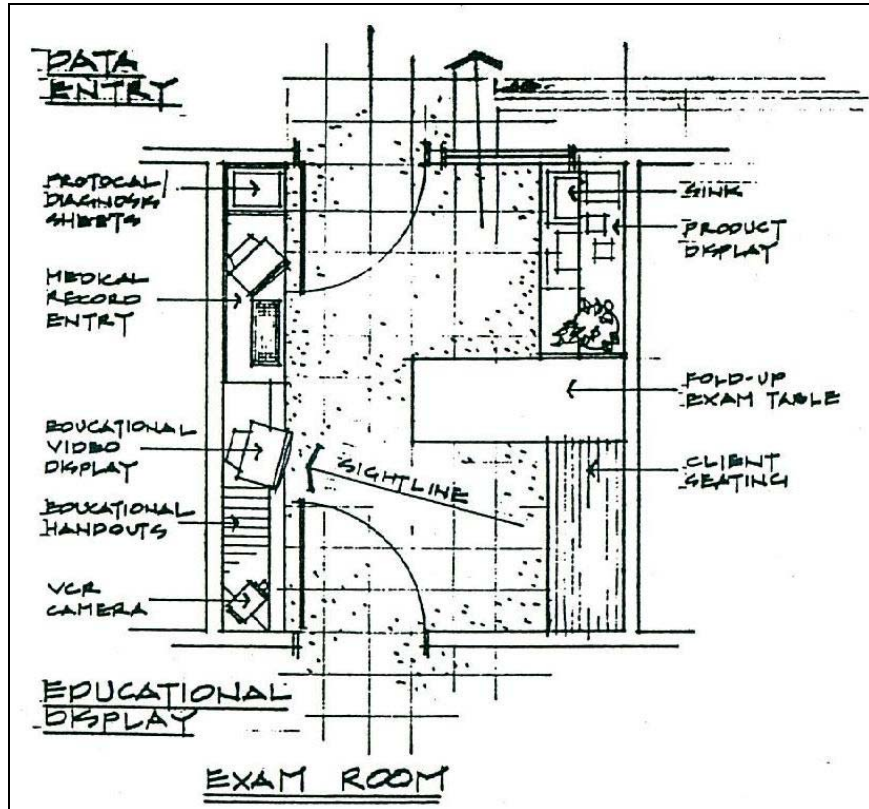 DATA
ENTRY
LAB
PROTOCAL/
DIAGNOSIS
SHEETS
MEDICAL
RECORD
ENTRY
EDUCATIONAL
VIDEO
DISPLAY
EDUCATIONAL
HANDOUTS
VCR
CAMERA
SIGHTLINE
SINK
PRODUCT
DISPLAY
FOLD-UP
EXAM TABLE
CLIENT
SEATING
EDUCATIONAL
DISPLAY
EXAM ROOM